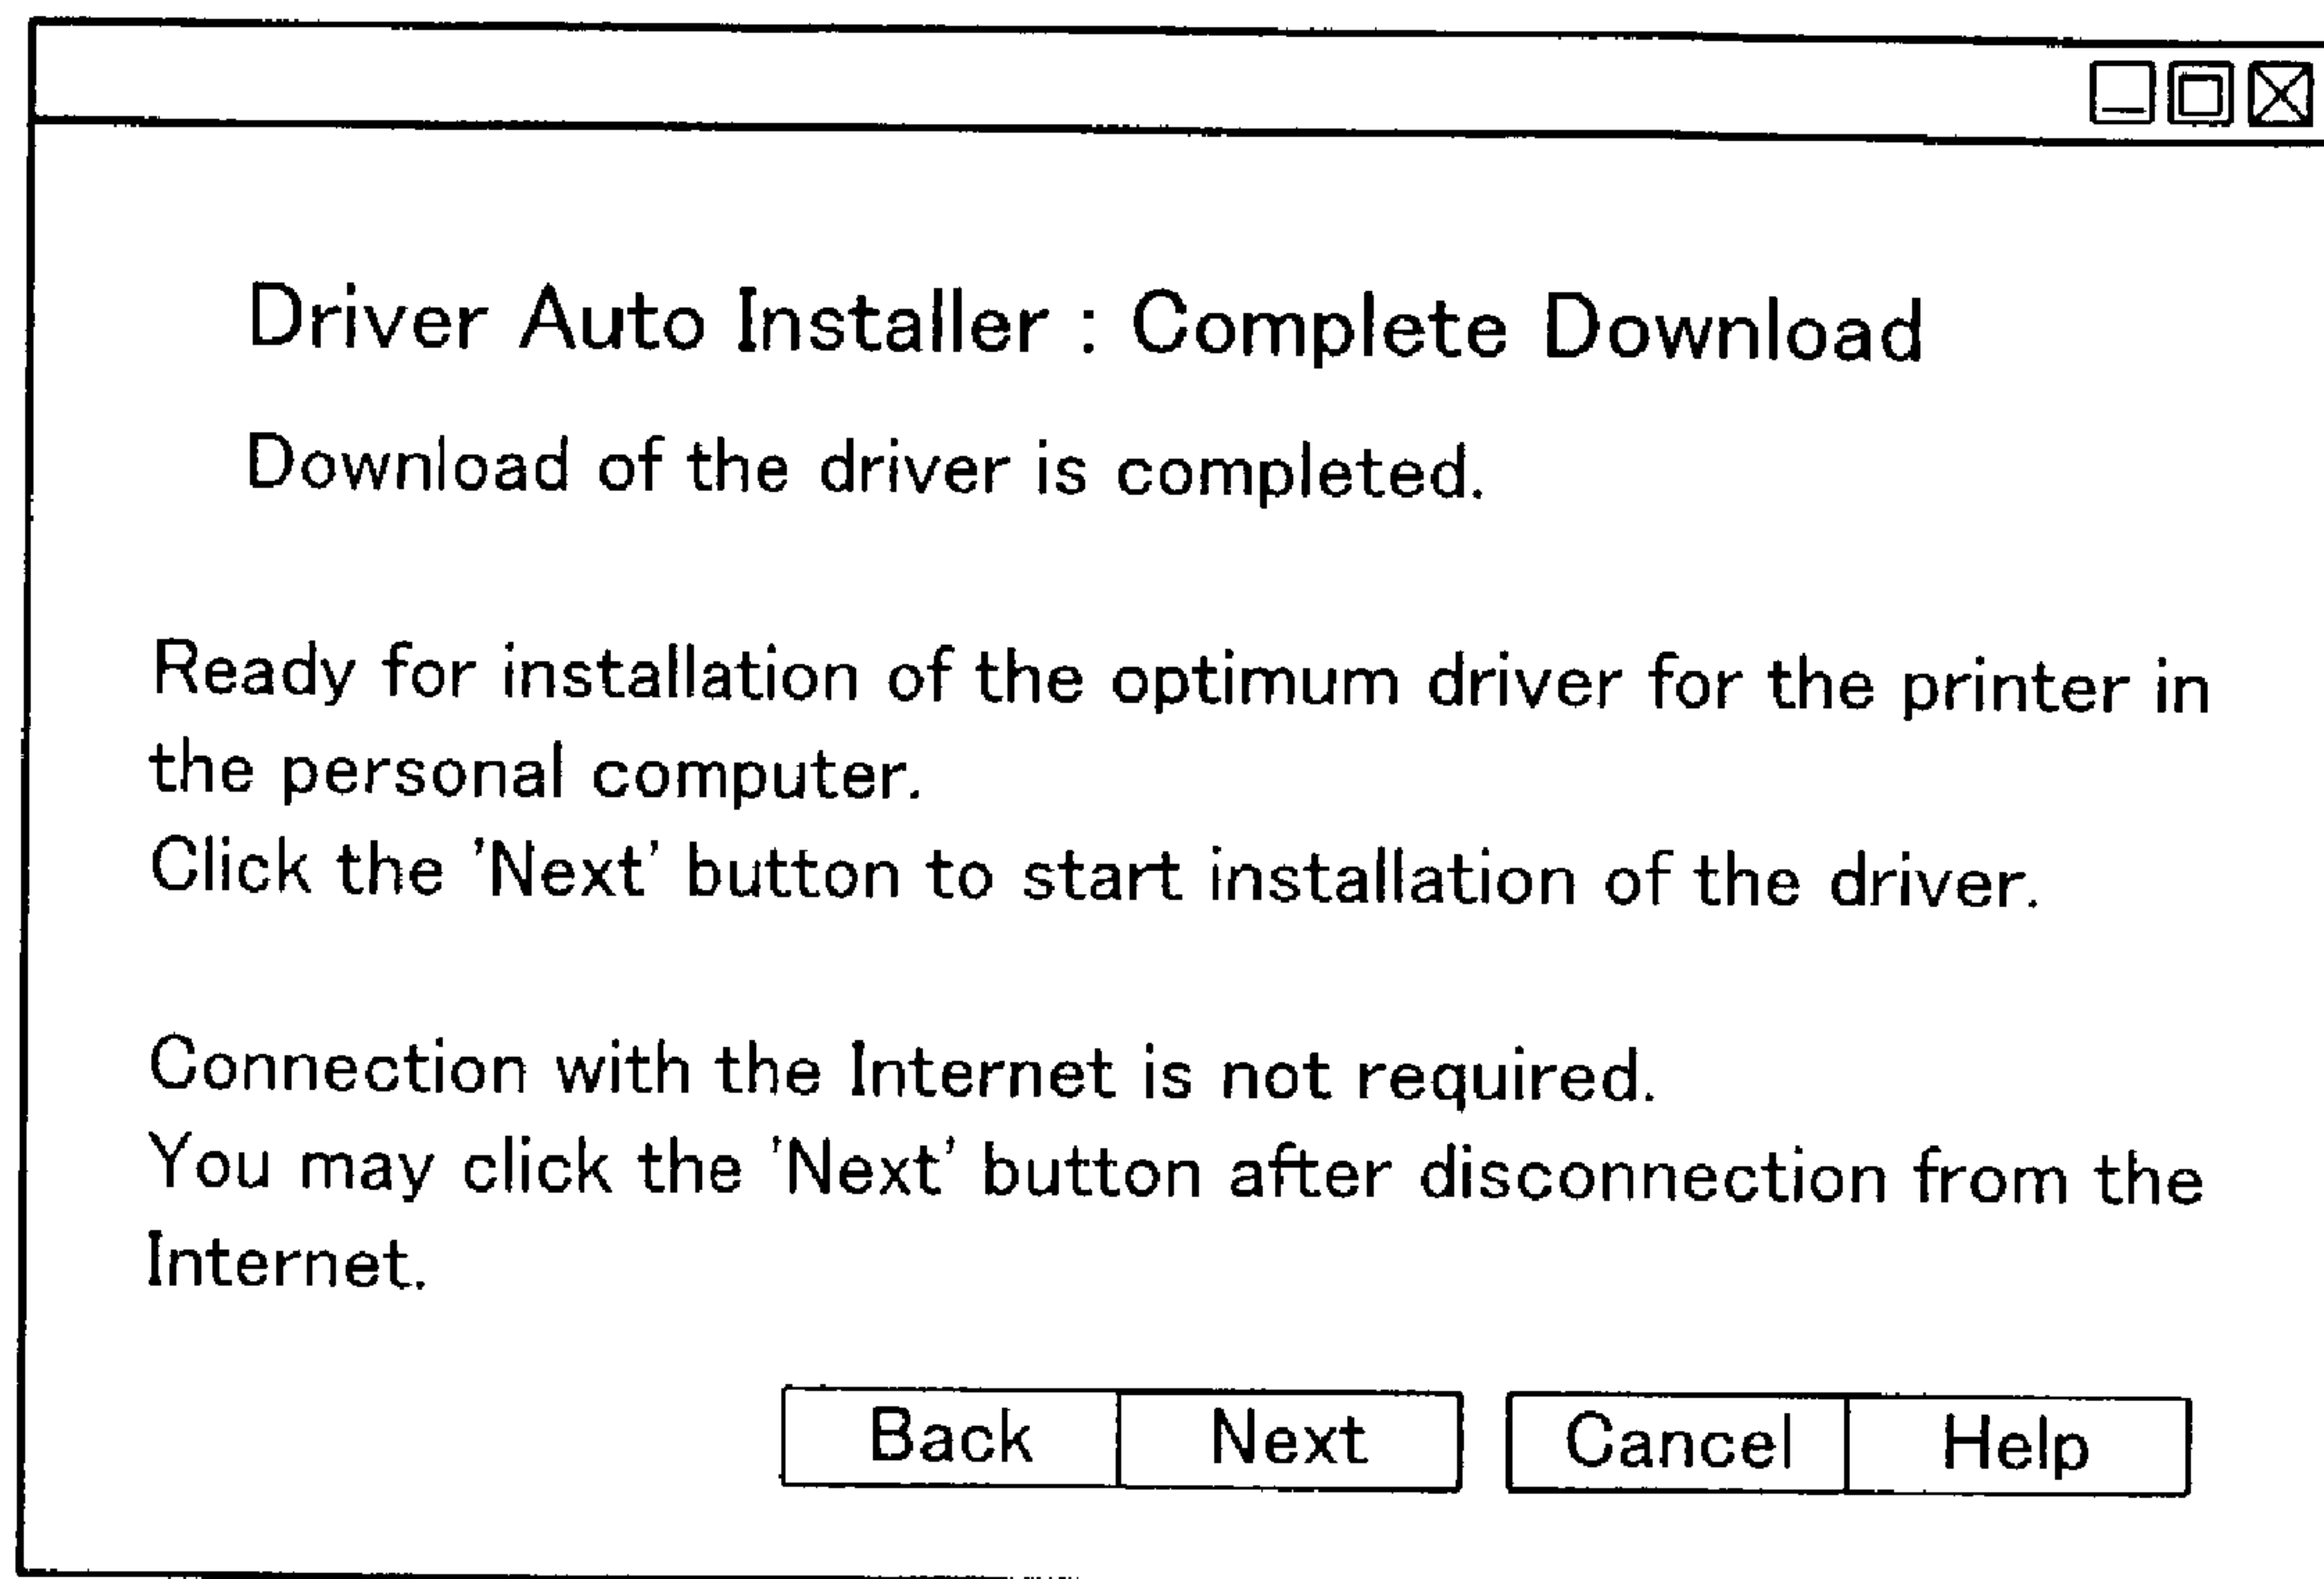 Driver Auto Installer : Complete Download
Download of the driver is completed.
Ready for installation of the optimum driver for the printer in
the personal computer.
Click the 'Next' button to start installation of the driver.
Connection with the Internet is not required.
You may click the 'Next' button after disconnection from the
Internet.
Back Next Cancel Help